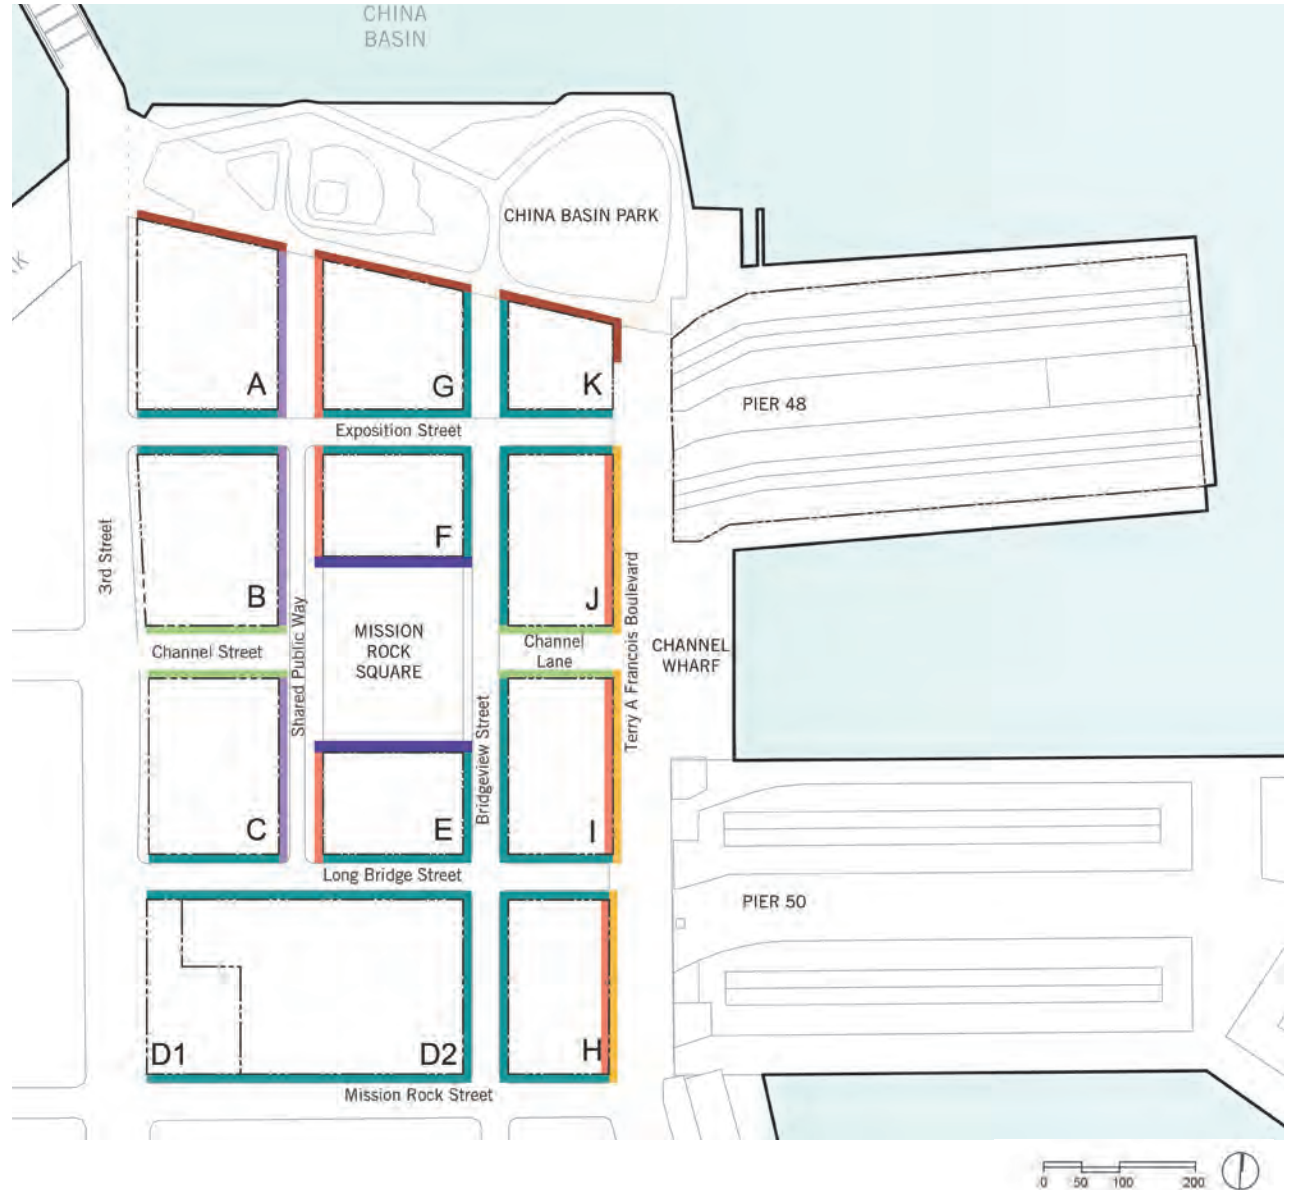 CHINA
BASIN
CHINA BASIN PARK
A
G
K
PIER 48
Exposition Street
F
3rd Street
B
J
Terry A Francois Boulevard
MISSION
ROCK
SQUARE
Shared Public Way
Channel Street
Channel
Lane
CHANNEL
WHARF
Bridgeview Street
C
E
I
Long Bridge Street
PIER 50
D1
D2
H
Mission Rock Street
0 50 100 200